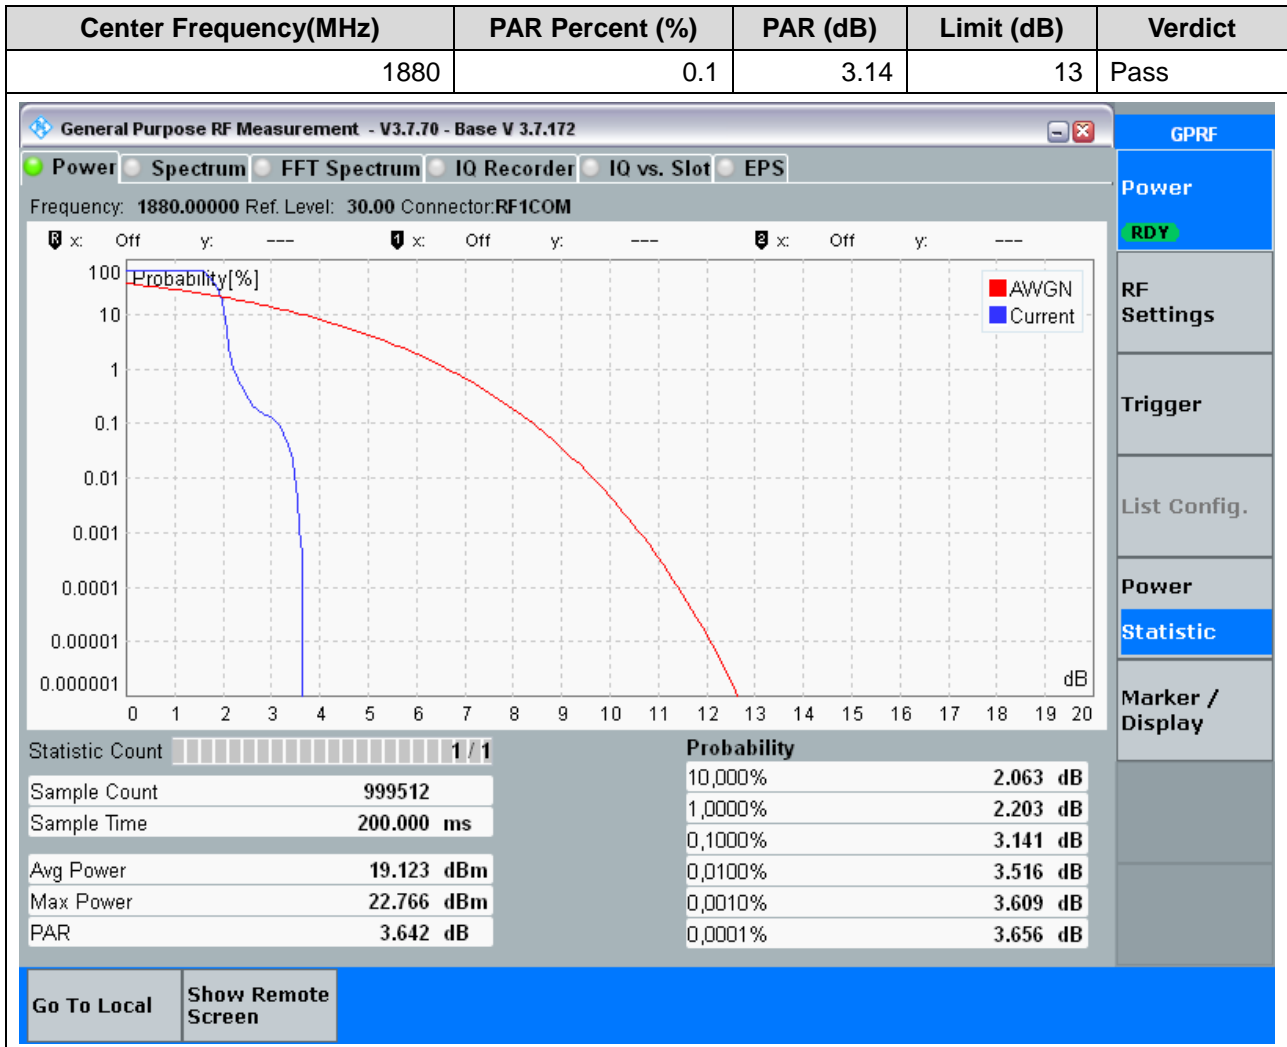 Center Frequency(MHz) PAR Percent (%) PAR (dB) Limit (dB) Verdict
1880 0.1 3.14 13 Pass
General Purpose RF Measurement - V3.7.70 - Base V 3.7.172
GPRF
Power Spectrum FFT Spectrum IQ Recorder IQ vs. Slot EPS
Power
RDY
Frequency: 1880.00000 Ref. Level: 30.00 Connector:RF1COM
R x: Off y: --- 1 x: Off y: --- 2 x: Off y: ---
Probability[%]
AWGN
Current
100
10
1
0.1
0.01
0.001
0.0001
0.00001
0.000001
dB
0 1 2 3 4 5 6 7 8 9 10 11 12 13 14 15 16 17 18 19 20
RF
Settings
Trigger
List Config.
Power
Statistic
Marker /
Display
Statistic Count 1 / 1
Sample Count 999512
Sample Time 200.000 ms
Avg Power 19.123 dBm
Max Power 22.766 dBm
PAR 3.642 dB
Probability
10,000% 2.063 dB
1,0000% 2.203 dB
0,1000% 3.141 dB
0,0100% 3.516 dB
0,0010% 3.609 dB
0,0001% 3.656 dB
Go To Local
Show Remote
Screen